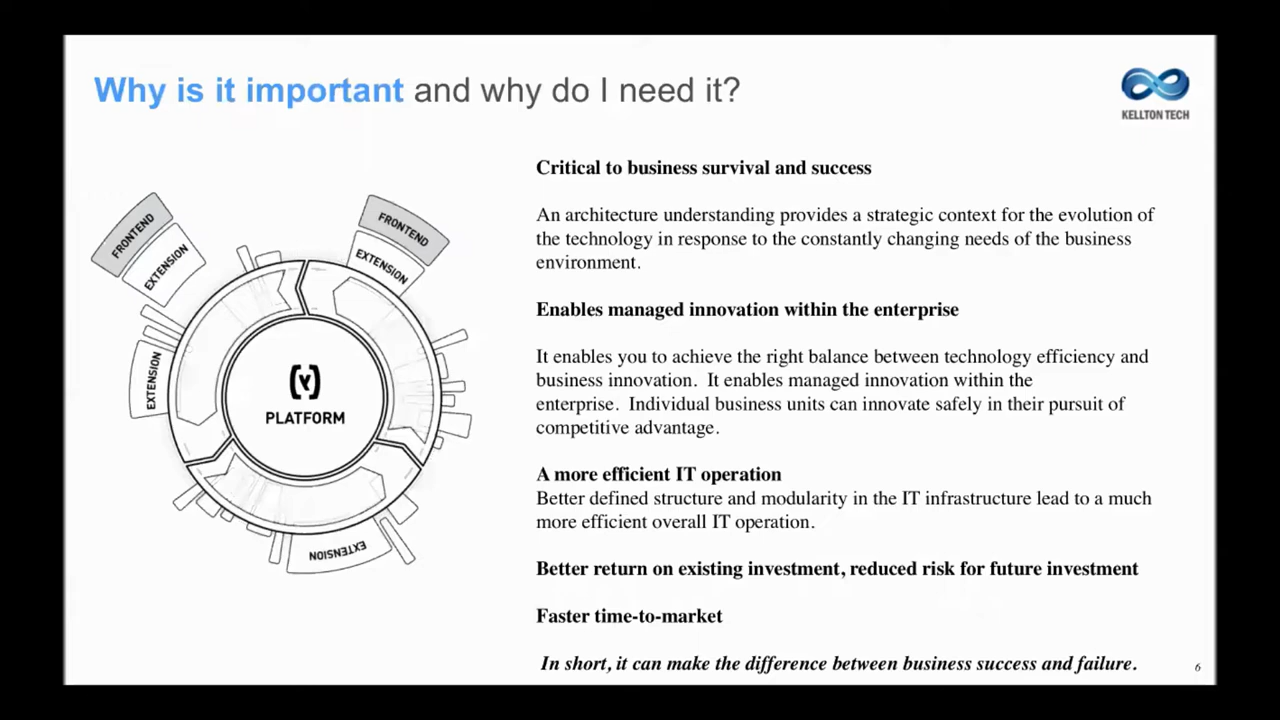 Why is it important and why do I need it?
KELLTON TECH
FRONTEND
EXTENSION
FRONTEND
EXTENSION
EXTENSION
PLATFORM
EXTENSION
Critical to business survival and success
An architecture understanding provides a strategic context for the evolution of
the technology in response to the constantly changing needs of the business
environment.
Enables managed innovation within the enterprise
It enables you to achieve the right balance between technology efficiency and
business innovation.  It enables managed innovation within the
enterprise.  Individual business units can innovate safely in their pursuit of
competitive advantage.
A more efficient IT operation
Better defined structure and modularity in the IT infrastructure lead to a much
more efficient overall IT operation.
Better return on existing investment, reduced risk for future investment
Faster time-to-market
In short, it can make the difference between business success and failure.
6